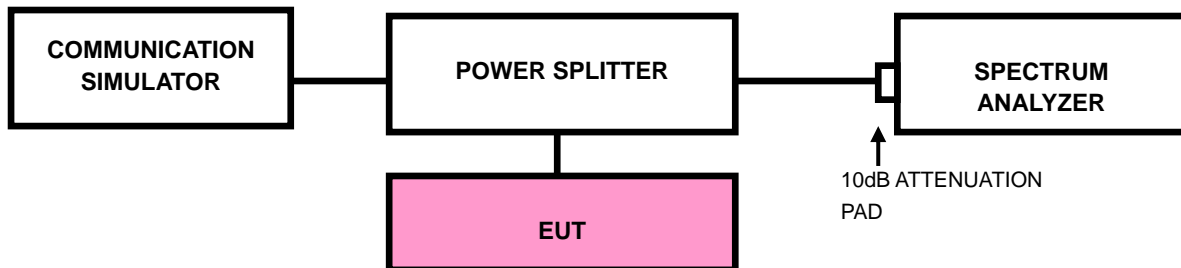 COMMUNICATION
SIMULATOR
POWER SPLITTER
SPECTRUM
ANALYZER
10dB ATTENUATION
PAD
EUT